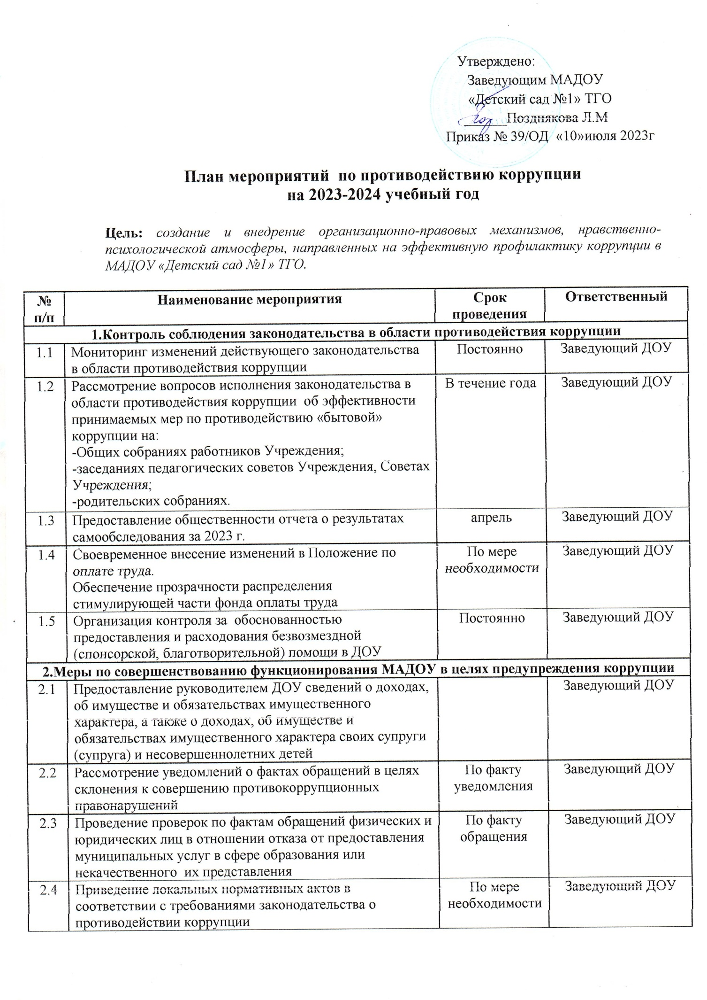 Утверждено:
Заведующим МАДОУ
«Детский сад №1» ТГО
______Позднякова Л.М
Приказ № 39/ОД «10»июля 2023г
План мероприятий по противодействию коррупции
на 2023-2024 учебный год
Цель: создание и внедрение организационно-правовых механизмов, нравственно-
психологической атмосферы, направленных на эффективную профилактику коррупции в
МАДОУ «Детский сад №1» ТГО.
№
п/п
Наименование мероприятия
Срок
проведения
Ответственный
1.Контроль соблюдения законодательства в области противодействия коррупции
1.1
Мониторинг изменений действующего законодательства
в области противодействия коррупции
Постоянно
Заведующий ДОУ
1.2
Рассмотрение вопросов исполнения законодательства в
области противодействия коррупции об эффективности
принимаемых мер по противодействию «бытовой»
коррупции на:
-Общих собраниях работников Учреждения;
-заседаниях педагогических советов Учреждения, Советах
Учреждения;
-родительских собраниях.
В течение года
Заведующий ДОУ
1.3
Предоставление общественности отчета о результатах
самообследования за 2023 г.
апрель
Заведующий ДОУ
1.4
Своевременное внесение изменений в Положение по
оплате труда.
Обеспечение прозрачности распределения
стимулирующей части фонда оплаты труда
По мере
необходимости
Заведующий ДОУ
1.5
Организация контроля за обоснованностью
предоставления и расходования безвозмездной
(спонсорской, благотворительной) помощи в ДОУ
Постоянно
Заведующий ДОУ
2.Меры по совершенствованию функционирования МАДОУ в целях предупреждения коррупции
2.1
Предоставление руководителем ДОУ сведений о доходах,
об имуществе и обязательствах имущественного
характера, а также о доходах, об имуществе и
обязательствах имущественного характера своих супруги
(супруга) и несовершеннолетних детей
Заведующий ДОУ
2.2
Рассмотрение уведомлений о фактах обращений в целях
склонения к совершению противокоррупционных
правонарушений
По факту
уведомления
Заведующий ДОУ
2.3
Проведение проверок по фактам обращений физических и
юридических лиц в отношении отказа от предоставления
муниципальных услуг в сфере образования или
некачественного их представления
По факту
обращения
Заведующий ДОУ
2.4
Приведение локальных нормативных актов в
соответствии с требованиями законодательства о
противодействии коррупции
По мере
необходимости
Заведующий ДОУ